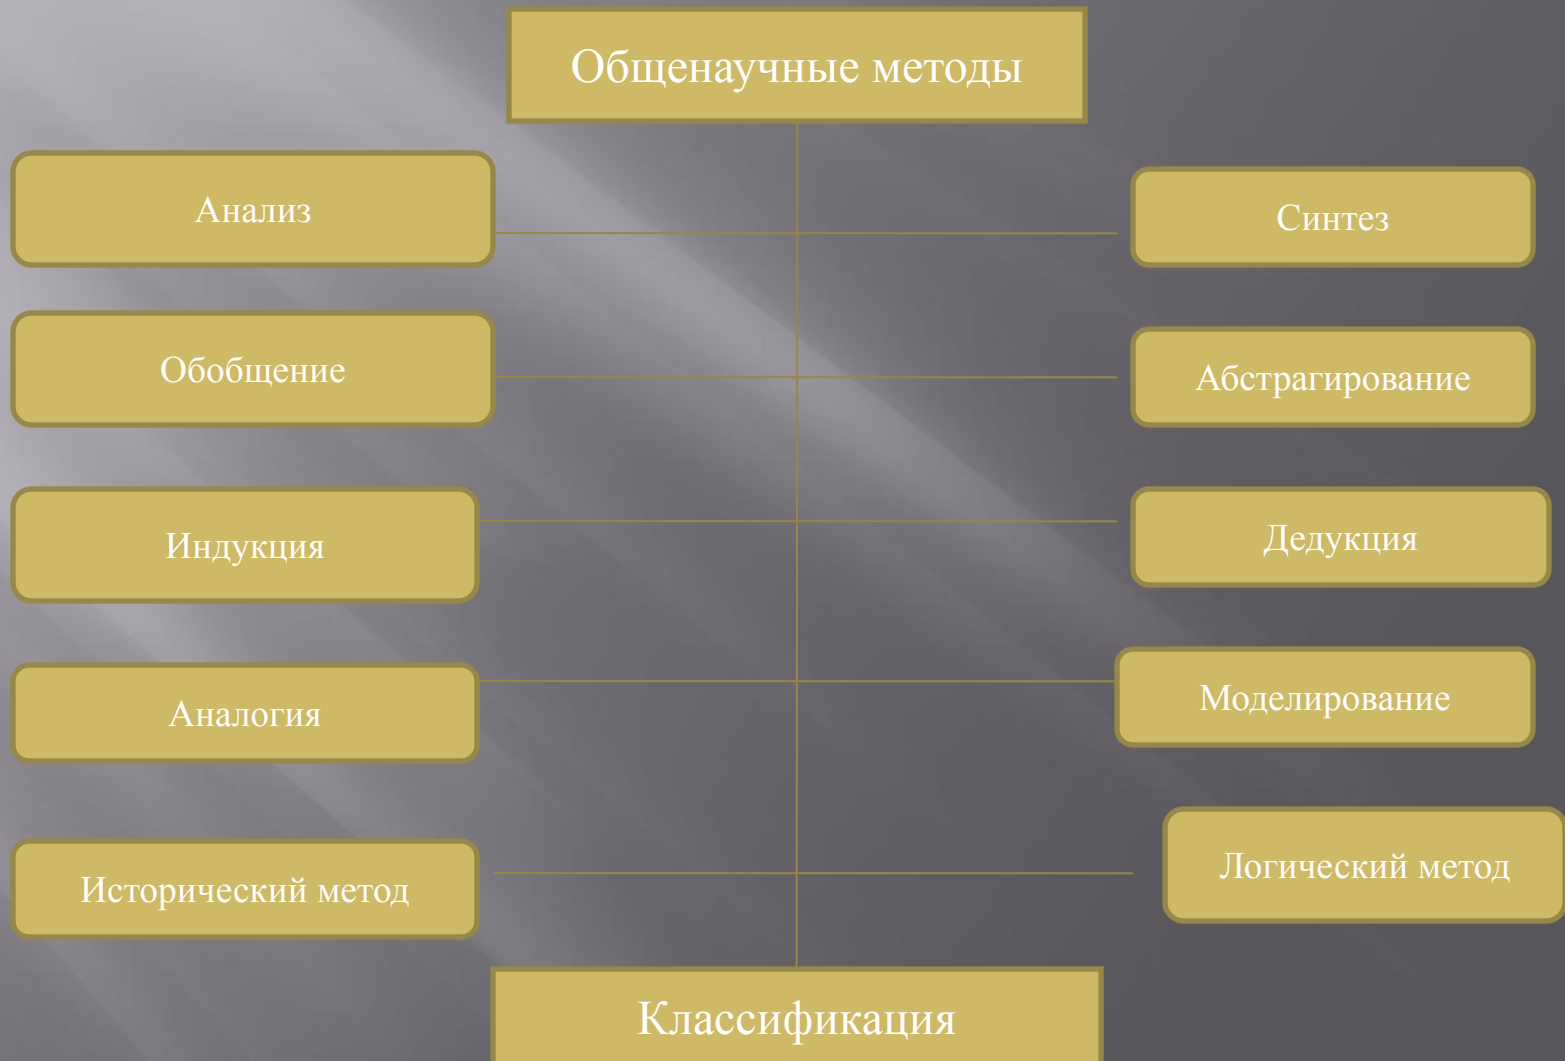 Общенаучные методы
Анализ
Синтез
Обобщение
Абстрагирование
Индукция
Дедукция
Аналогия
Моделирование
Исторический метод
Логический метод
Классификация